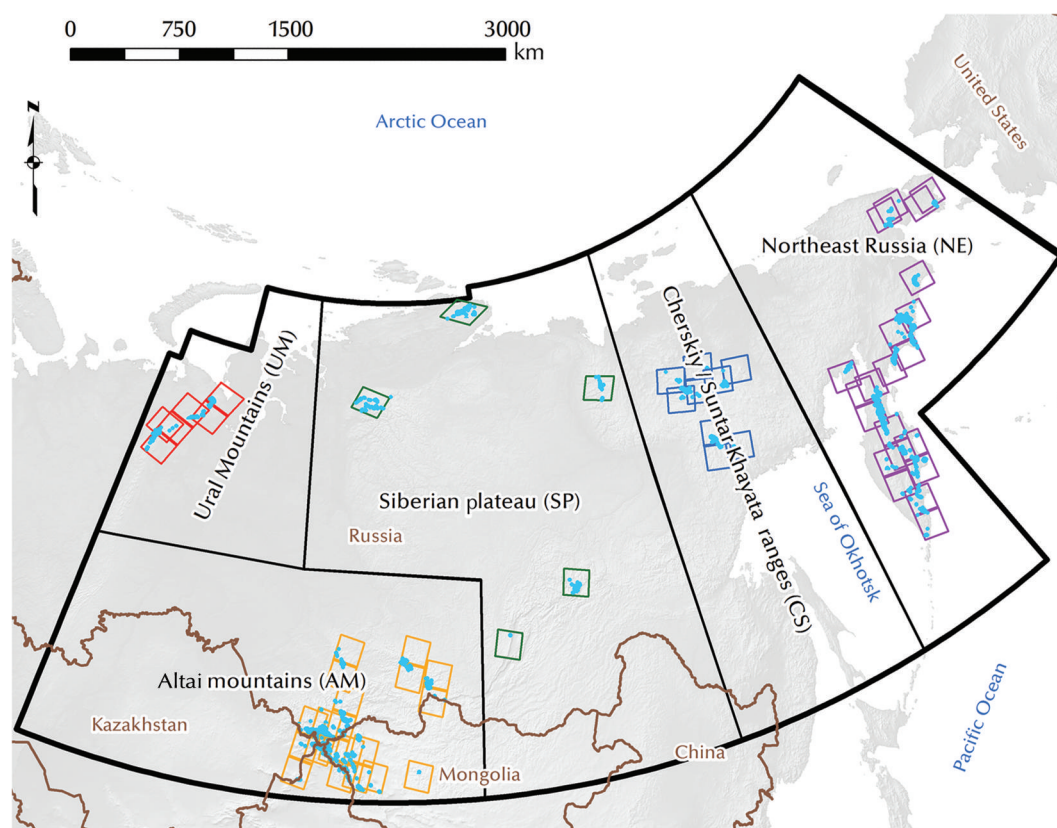 0 750 1500 3000
km
N
Arctic Ocean
United States
Northeast Russia (NE)
Ural Mountains (UM)
Cherskiy / Suntar-Khayata ranges (CS)
Siberian plateau (SP)
Russia
Sea of Okhotsk
Altai mountains (AM)
Kazakhstan
Mongolia
China
Pacific Ocean